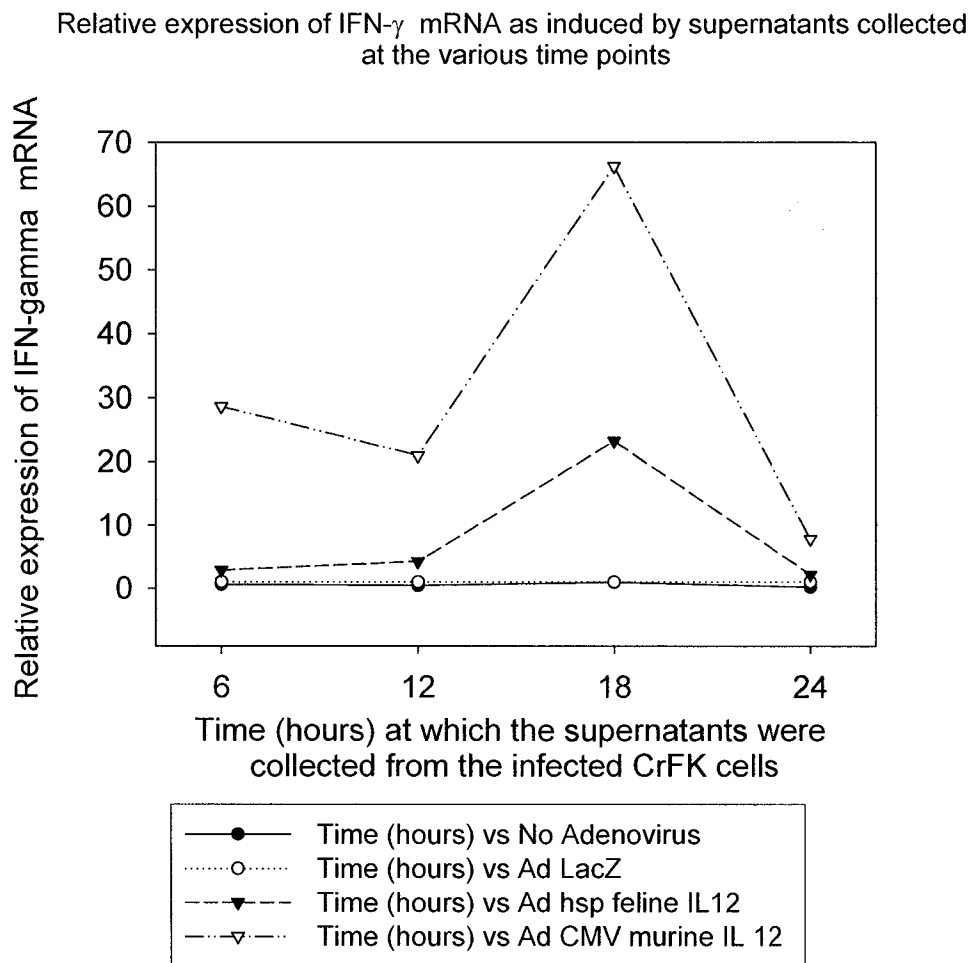 Relative expression of IFN-γ mRNA as induced by supernatants collected
at the various time points
Relative expression of IFN-gamma mRNA
70
60
50
40
30
20
10
0
6 12 18 24
Time (hours) at which the supernatants were
collected from the infected CrFK cells
Time (hours) vs No Adenovirus
Time (hours) vs Ad LacZ
Time (hours) vs Ad hsp feline IL12
Time (hours) vs Ad CMV murine IL 12